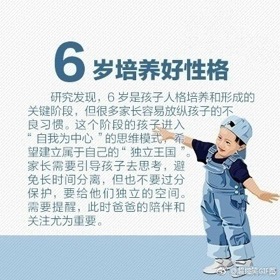 6岁培养好性格
研究发现,6岁是孩子人格培养和形成的
关键阶段,但很多家长容易放纵孩子的不
良习惯。这个阶段的孩子进入
“自我为中心”的思维模式,希
望建立属于自己的“独立王国”。
家长需要引导孩子去思考,避
免长时间分离,但也不要过分
保护,要给他们独立的空间。
需要提醒,此时爸爸的陪伴和
关注尤为重要。